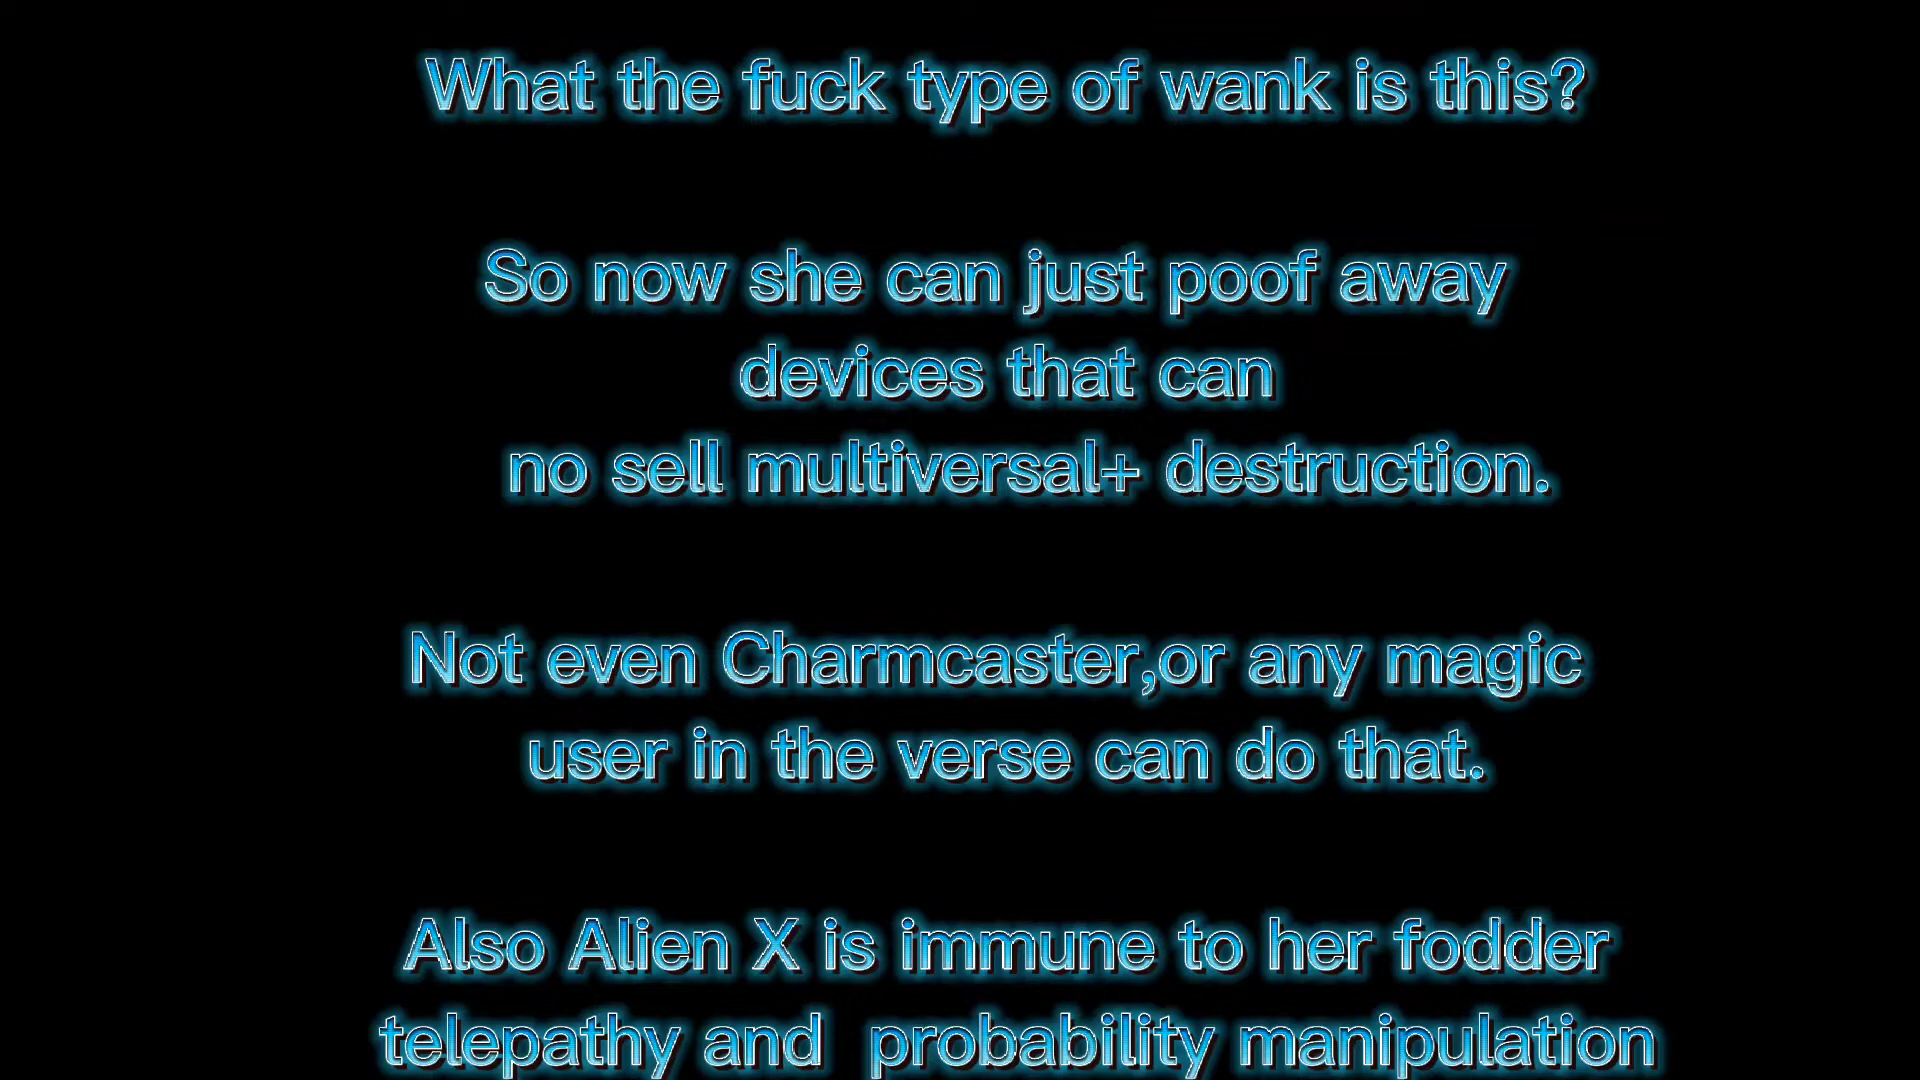 What the fuck type of wank is this?
So now she can just poof away
devices that can
no sell multiversal+ destruction.
Not even Charmcaster,or any magic
user in the verse can do that.
Also Alien X is immune to her fodder
telepathy and  probability manipulation